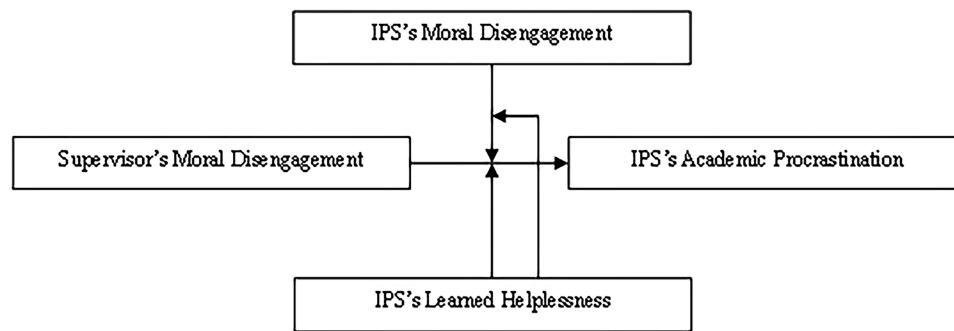 IPS's Moral Disengagement
Supervisor's Moral Disengagement
IPS's Academic Procrastination
IPS's Learned Helplessness